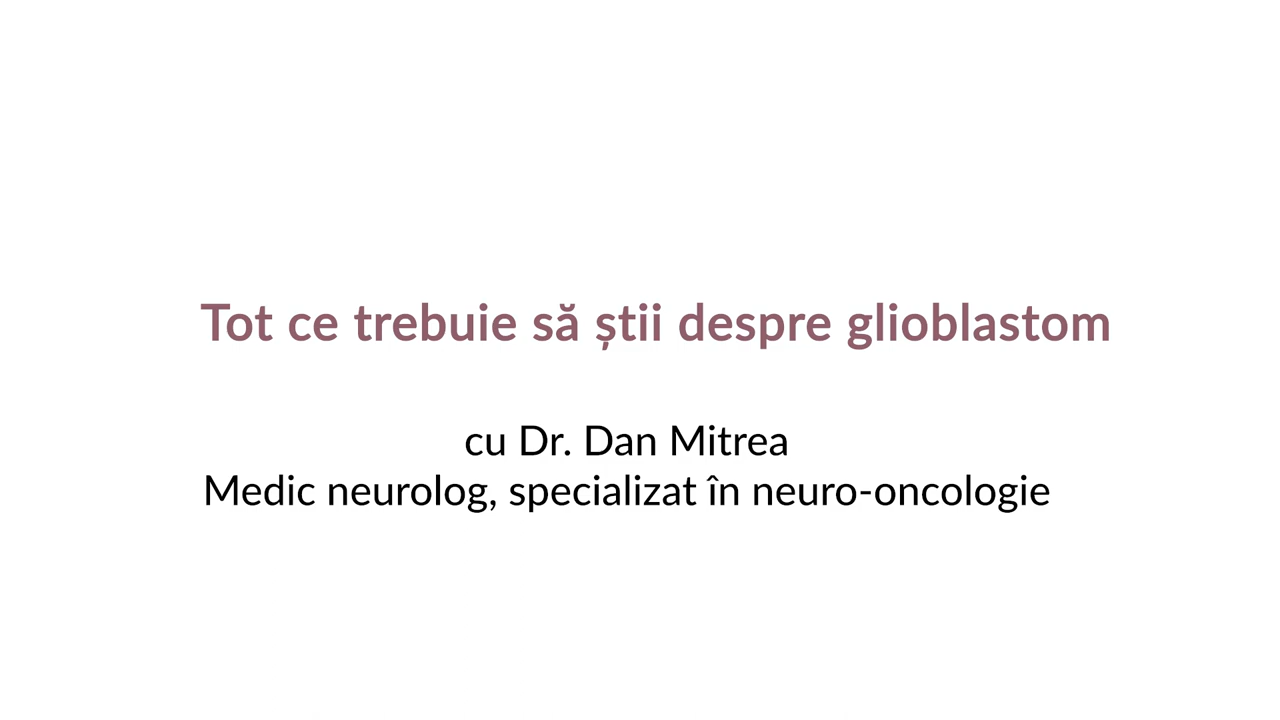 Tot ce trebuie să știi despre glioblastom
cu Dr. Dan Mitrea
Medic neurolog, specializat în neuro-oncologie